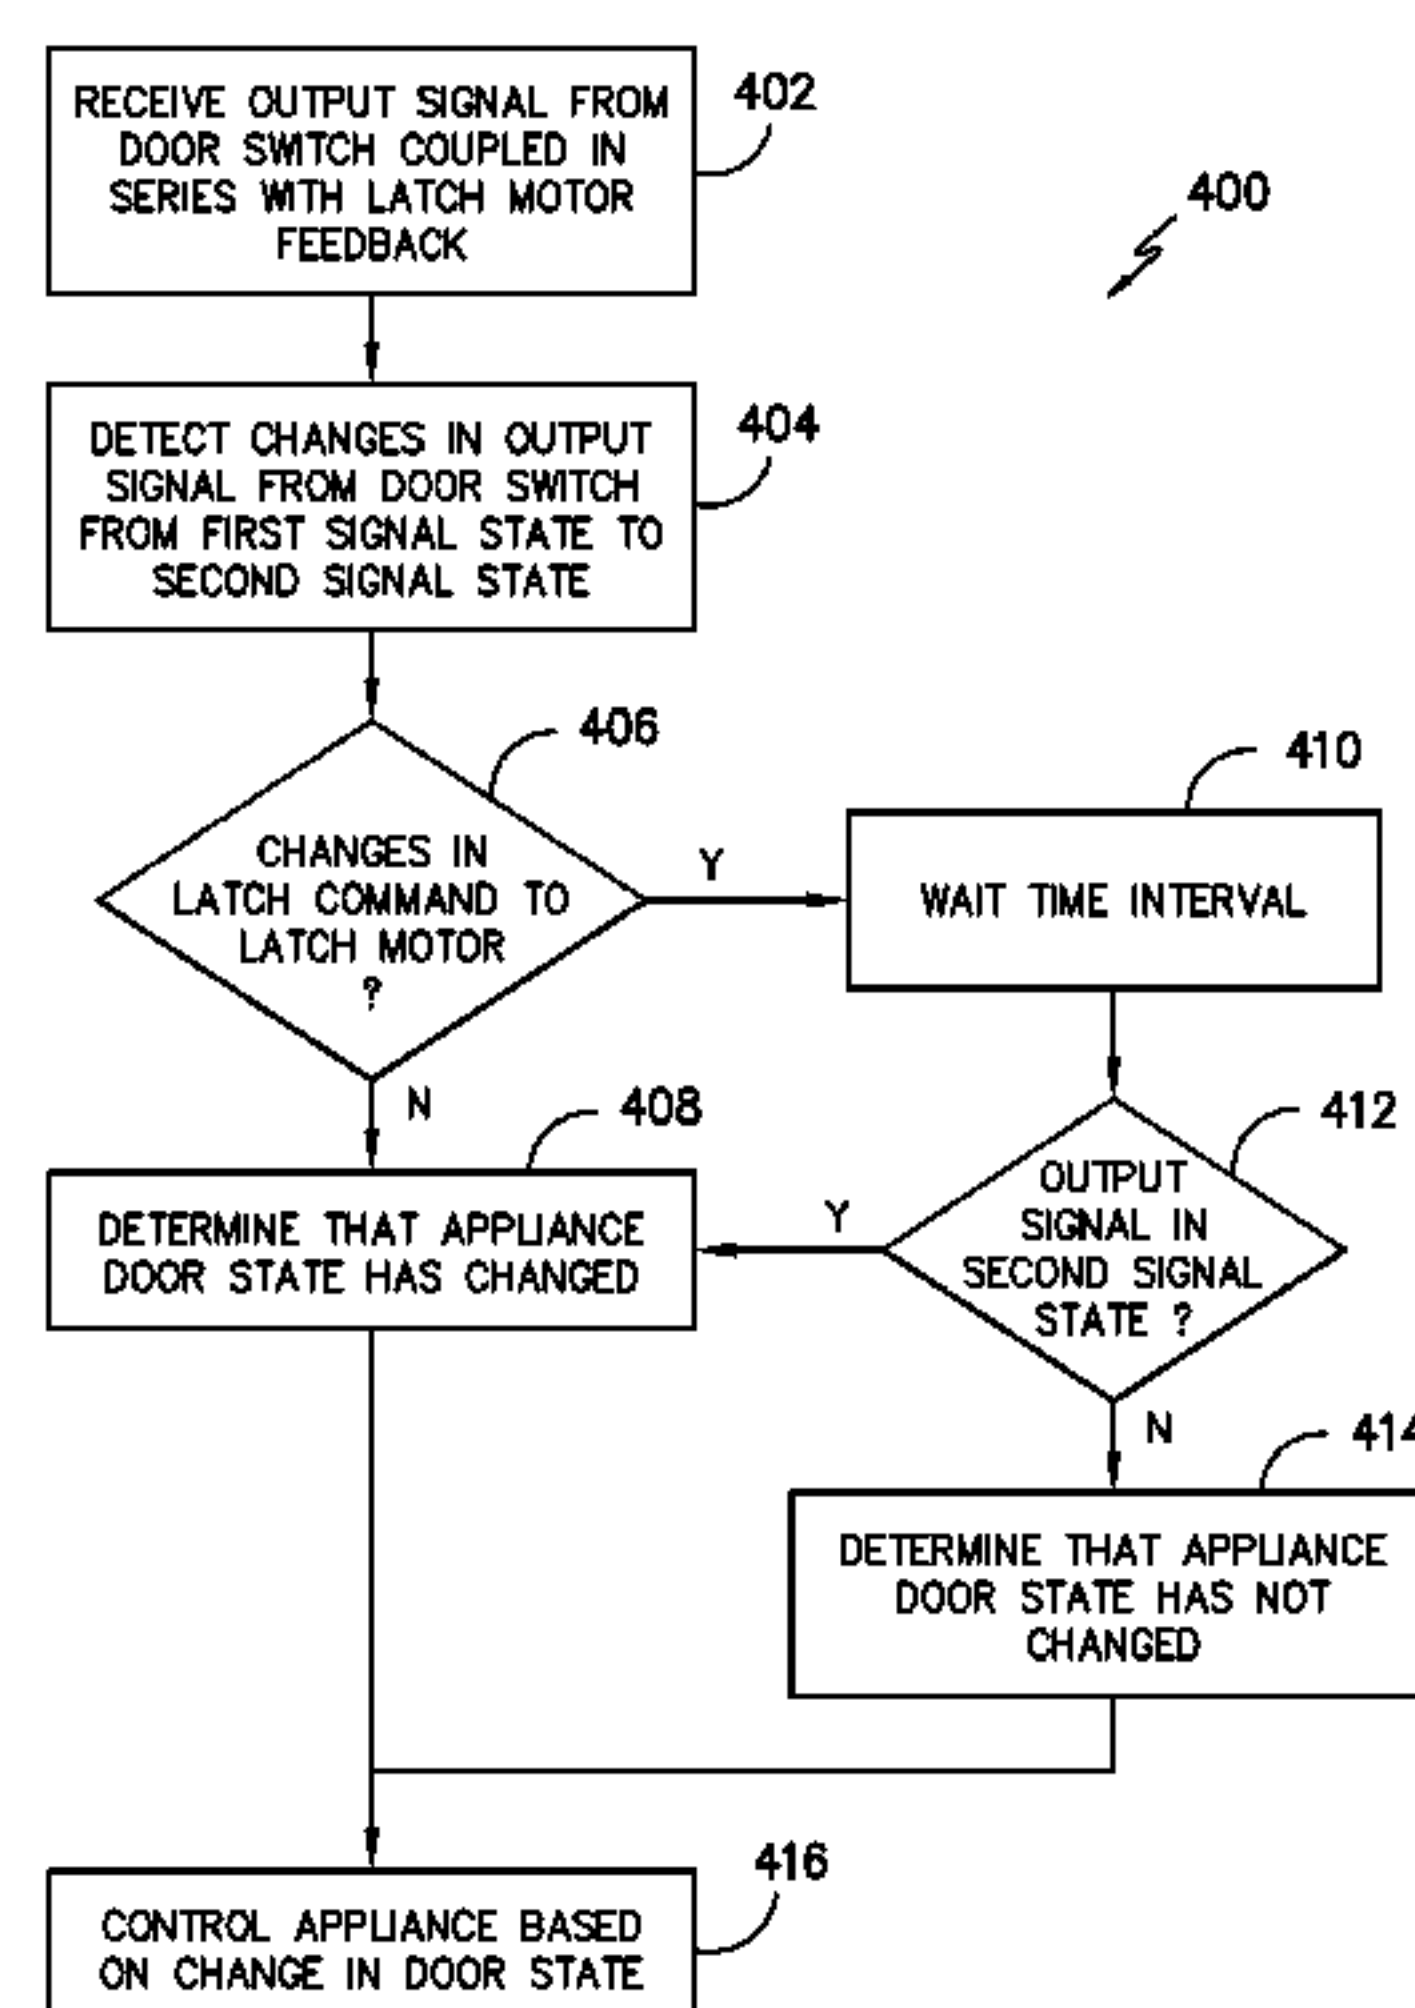 402
RECEIVE OUTPUT SIGNAL FROM
DOOR SWITCH COUPLED IN
SERIES WITH LATCH MOTOR
FEEDBACK
400
404
DETECT CHANGES IN OUTPUT
SIGNAL FROM DOOR SWITCH
FROM FIRST SIGNAL STATE TO
SECOND SIGNAL STATE
406
CHANGES IN
LATCH COMMAND TO
LATCH MOTOR
?
Y
N
410
WAIT TIME INTERVAL
408
DETERMINE THAT APPLIANCE
DOOR STATE HAS CHANGED
412
OUTPUT
SIGNAL IN
SECOND SIGNAL
STATE ?
Y
N
414
DETERMINE THAT APPLIANCE
DOOR STATE HAS NOT
CHANGED
416
CONTROL APPLIANCE BASED
ON CHANGE IN DOOR STATE